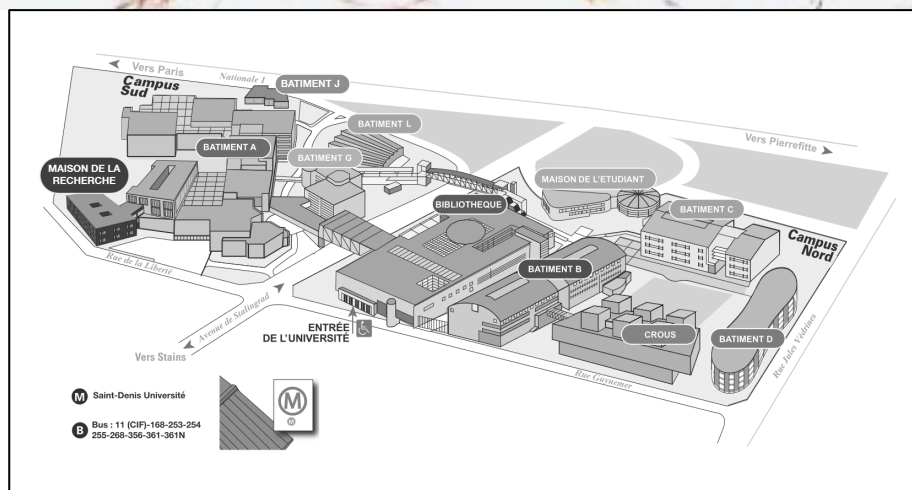 Vers Paris
Nationale 1
Campus
Sud
BATIMENT J
BATIMENT L
BATIMENT A
BATIMENT G
Vers Pierrefitte
MAISON DE LA
RECHERCHE
MAISON DE L'ETUDIANT
BIBLIOTHEQUE
BATIMENT C
Campus
Nord
Rue de la Liberté
BATIMENT B
Avenue de Stalingrad
ENTRÉE
DE L'UNIVERSITÉ
CROUS
BATIMENT D
Vers Stains
Rue Guynemer
Rue Jules Védrines
M Saint-Denis Université
B Bus : 11 (CIF)-168-253-254
255-268-356-361-361N
M
M